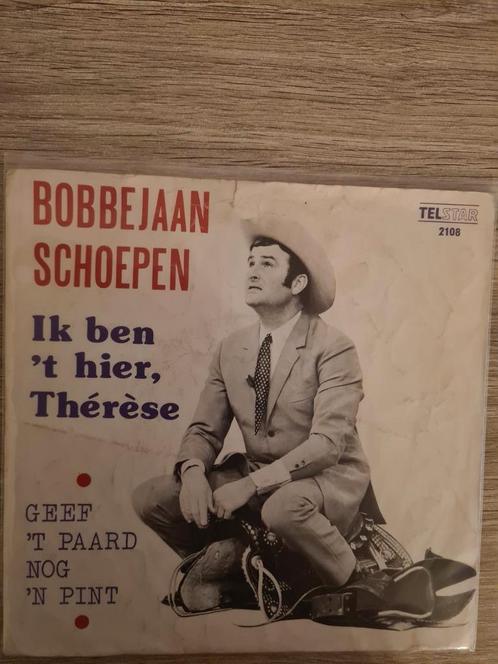 BOBBEJAAN
SCHOEPEN
TELSTAR
2108
Ik ben
't hier,
Thérèse
GEEF
'T PAARD
NOG
'N PINT